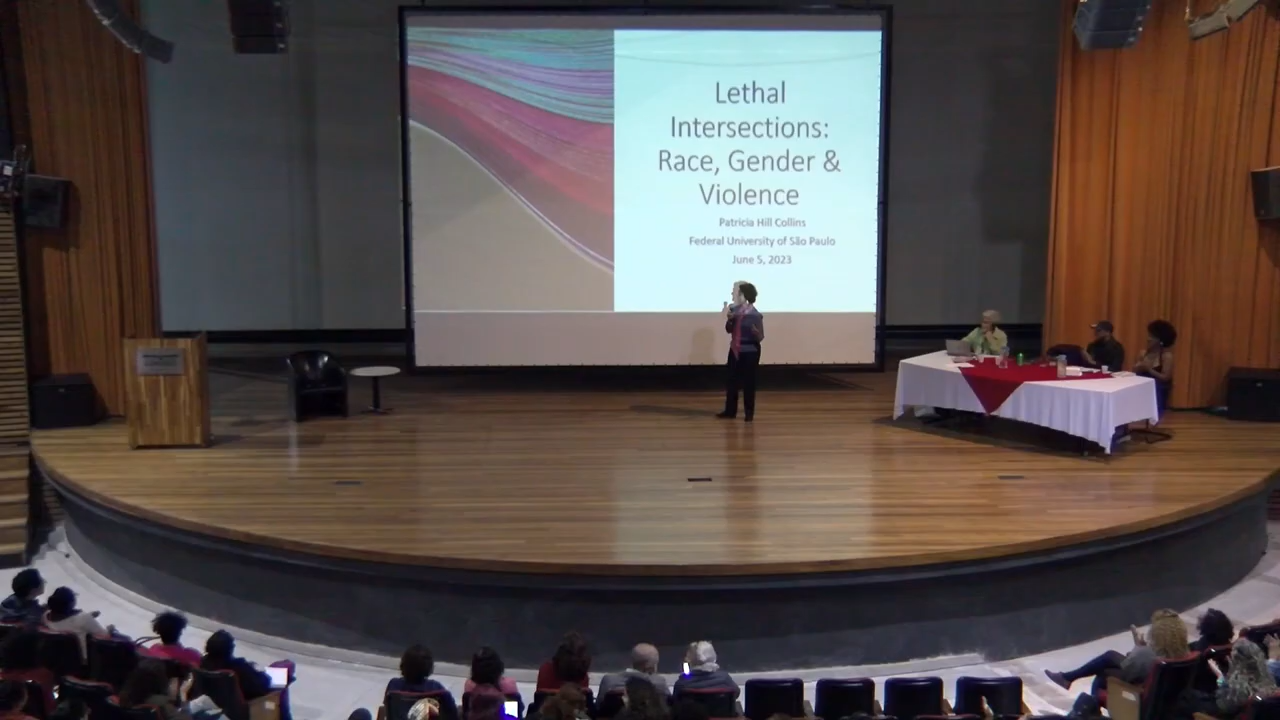 Lethal
Intersections:
Race, Gender &
Violence
Patricia Hill Collins
Federal University of São Paulo
June 5, 2023